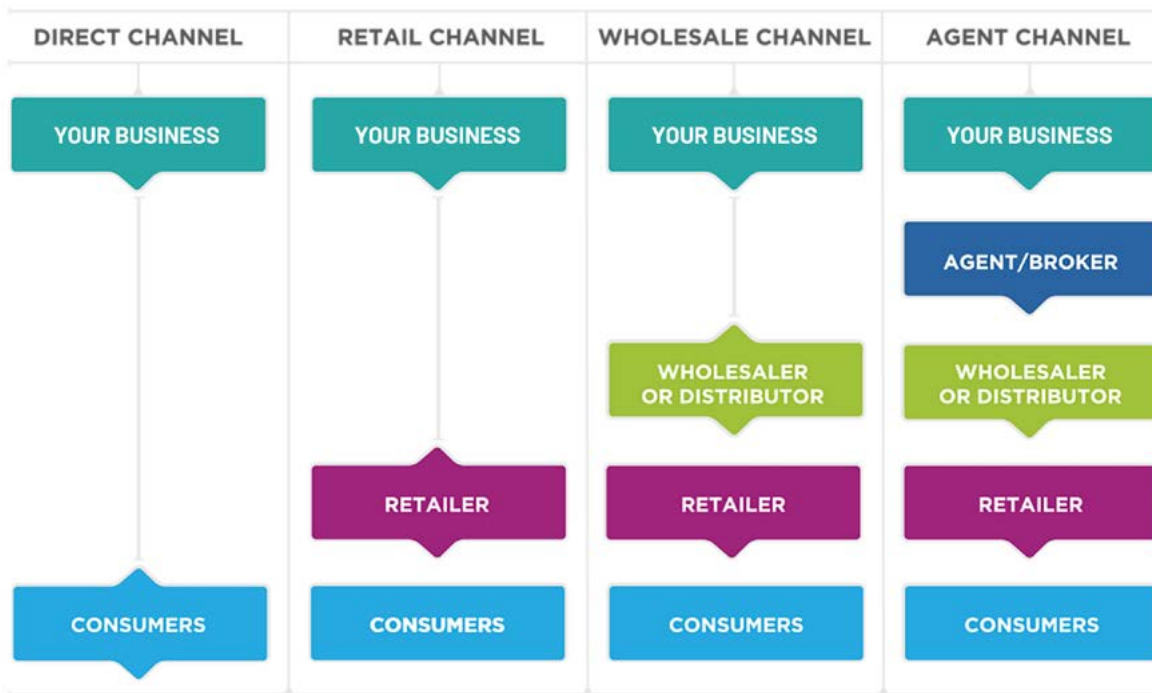 DIRECT CHANNEL
RETAIL CHANNEL
WHOLESALE CHANNEL
AGENT CHANNEL
YOUR BUSINESS
YOUR BUSINESS
YOUR BUSINESS
YOUR BUSINESS
AGENT/BROKER
WHOLESALER
OR DISTRIBUTOR
WHOLESALER
OR DISTRIBUTOR
RETAILER
RETAILER
RETAILER
CONSUMERS
CONSUMERS
CONSUMERS
CONSUMERS